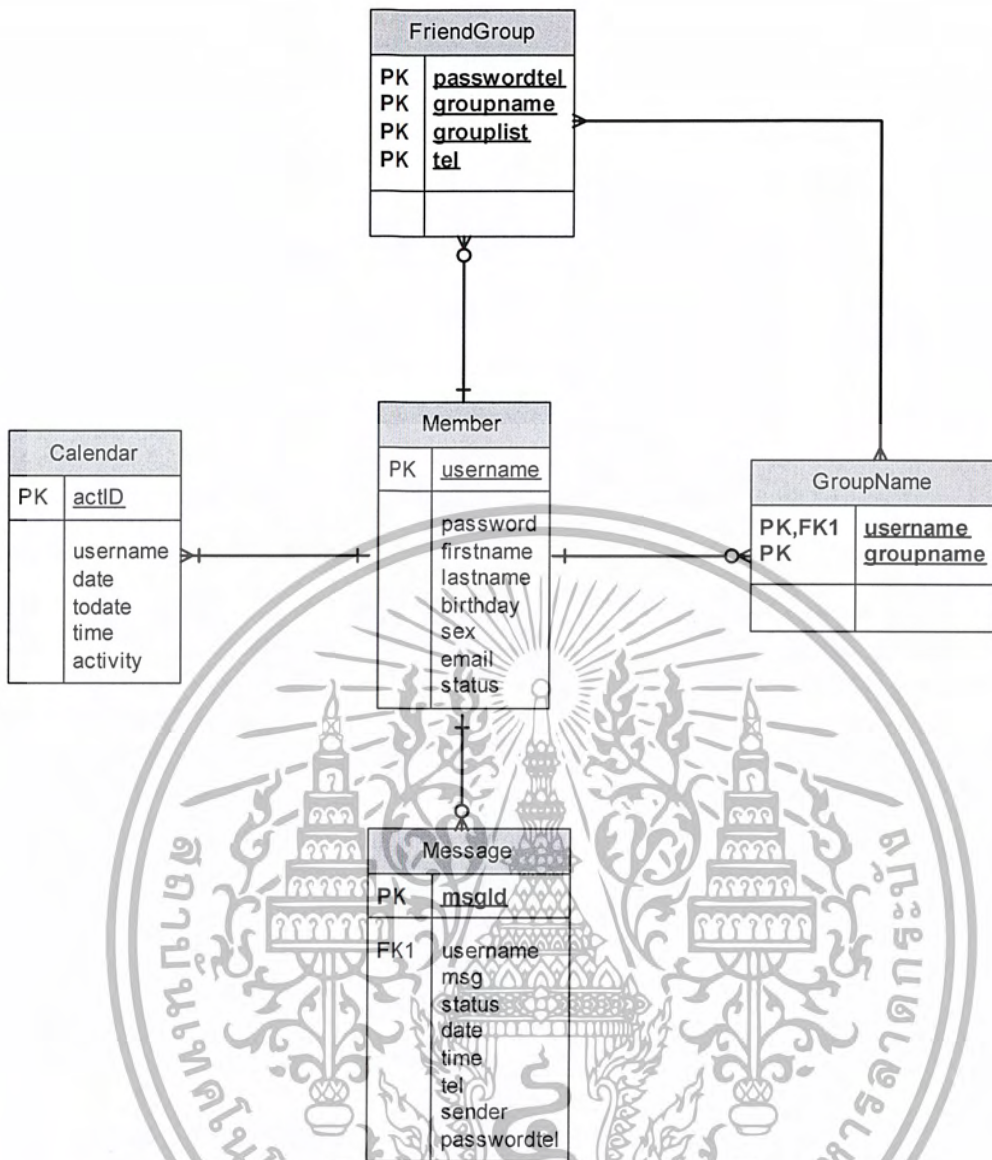 FriendGroup
PK passwordtel
PK groupname
PK grouplist
PK tel
Member
PK username
password
firstname
lastname
birthday
sex
email
status
Calendar
PK actID
username
date
todate
time
activity
GroupName
PK,FK1 username
PK groupname
Message
PK msgId
FK1 username
msg
status
date
time
tel
sender
passwordtel